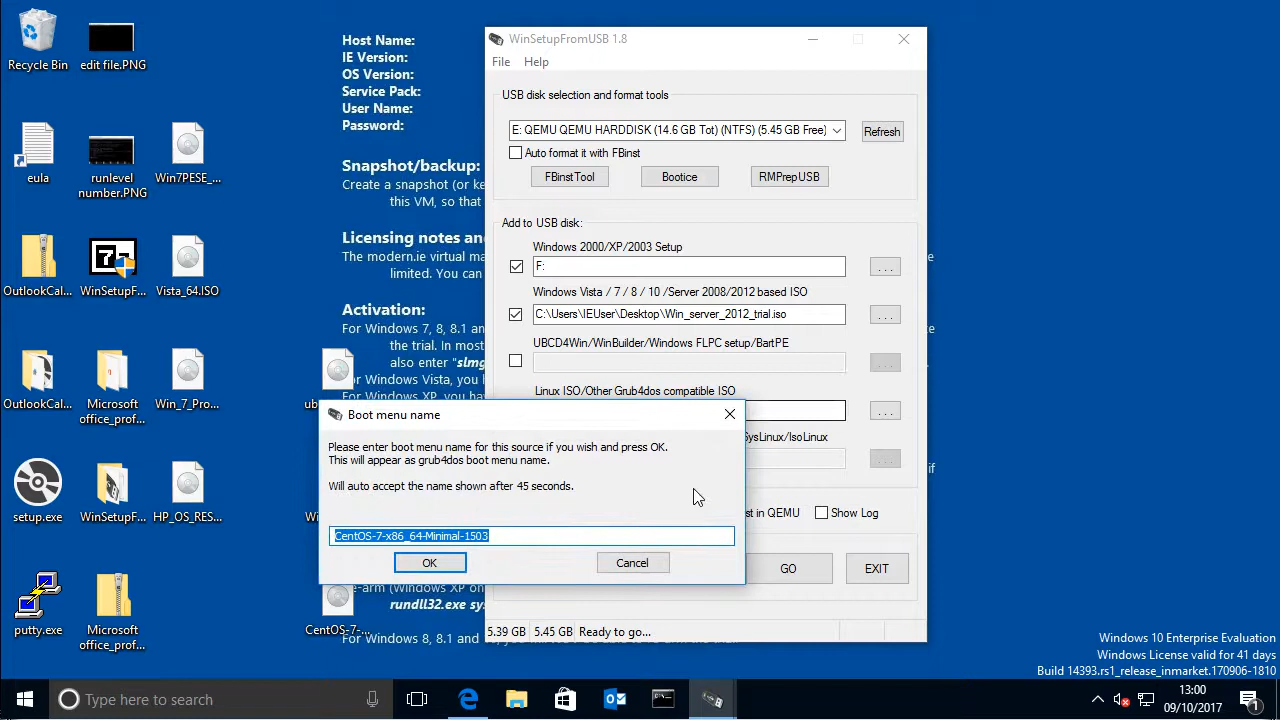 Recycle Bin
edit file.PNG
eula
runlevel
number.PNG
Win7PESE_...
OutlookCal...
WinSetupF...
Vista_64.ISO
OutlookCal...
Microsoft
office_prof...
Win_7_Pro...
setup.exe
WinSetupF...
HP_OS_RES...
putty.exe
Microsoft
office_prof...
CentOS-7-...
Host Name:
IE Version:
OS Version:
Service Pack:
User Name:
Password:
Snapshot/backup:
Create a snapshot (or ke
this VM, so that
Licensing notes and
The modern.ie virtual ma
limited. You can
Activation:
For Windows 7, 8, 8.1 an
the trial. In most
also enter "slmg
For Windows Vista, you h
rundll32.exe sy
For Windows 8, 8.1 and
WinSetupFromUSB 1.8
File Help
USB disk selection and format tools
E: QEMU QEMU HARDDISK (14.6 GB Tot) (NTFS) (5.45 GB Free)
Refresh
Auto format it with FBinst
FBinstTool
Bootice
RMPrepUSB
Add to USB disk:
Windows 2000/XP/2003 Setup
F:
...
Windows Vista / 7 / 8 / 10 /Server 2008/2012 based ISO
C:\Users\IEUser\Desktop\Win_server_2012_trial.iso
...
UBCD4Win/WinBuilder/Windows FLPC setup/BartPE
...
Linux ISO/Other Grub4dos compatible ISO
...
SysLinux/IsoLinux
...
st in QEMU
Show Log
GO
EXIT
5.39 GB 5.45 GB Ready to go...
Boot menu name
Please enter boot menu name for this source if you wish and press OK.
This will appear as grub4dos boot menu name.
Will auto accept the name shown after 45 seconds.
CentOS-7-x86_64-Minimal-1503
OK
Cancel
Windows 10 Enterprise Evaluation
Windows License valid for 41 days
Build 14393.rs1_release_inmarket.170906-1810
Type here to search
13:00
09/10/2017
1